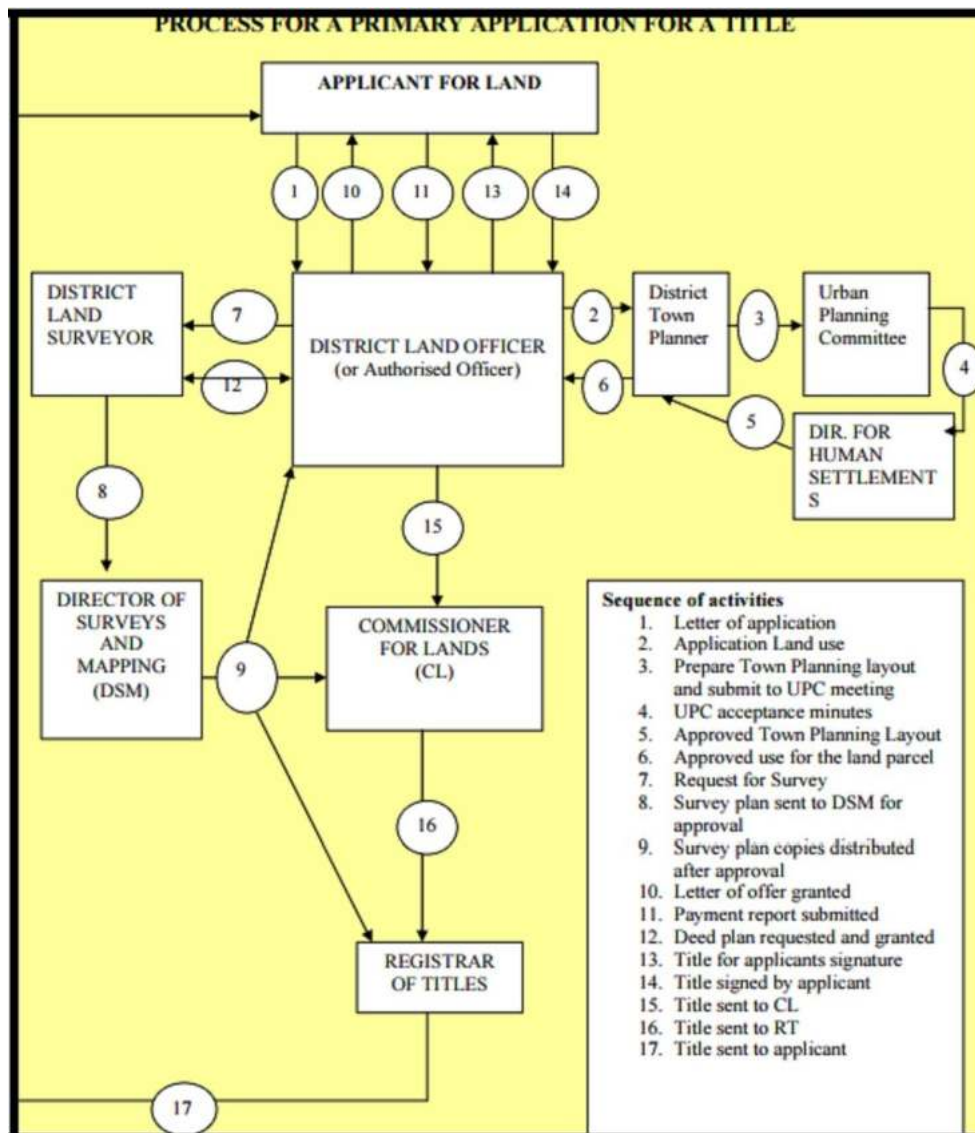 PROCESS FOR A PRIMARY APPLICATION FOR A TITLE
APPLICANT FOR LAND
1
10
11
13
14
DISTRICT
LAND
SURVEYOR
7
12
DISTRICT LAND OFFICER
(or Authorised Officer)
2
6
District
Town
Planner
3
Urban
Planning
Committee
4
5
DIR. FOR
HUMAN
SETTLEMENT
S
8
15
DIRECTOR OF
SURVEYS
AND
MAPPING
(DSM)
9
COMMISSIONER
FOR LANDS
(CL)
16
REGISTRAR
OF TITLES
17
Sequence of activities
1. Letter of application
2. Application Land use
3. Prepare Town Planning layout
and submit to UPC meeting
4. UPC acceptance minutes
5. Approved Town Planning Layout
6. Approved use for the land parcel
7. Request for Survey
8. Survey plan sent to DSM for
approval
9. Survey plan copies distributed
after approval
10. Letter of offer granted
11. Payment report submitted
12. Deed plan requested and granted
13. Title for applicants signature
14. Title signed by applicant
15. Title sent to CL
16. Title sent to RT
17. Title sent to applicant